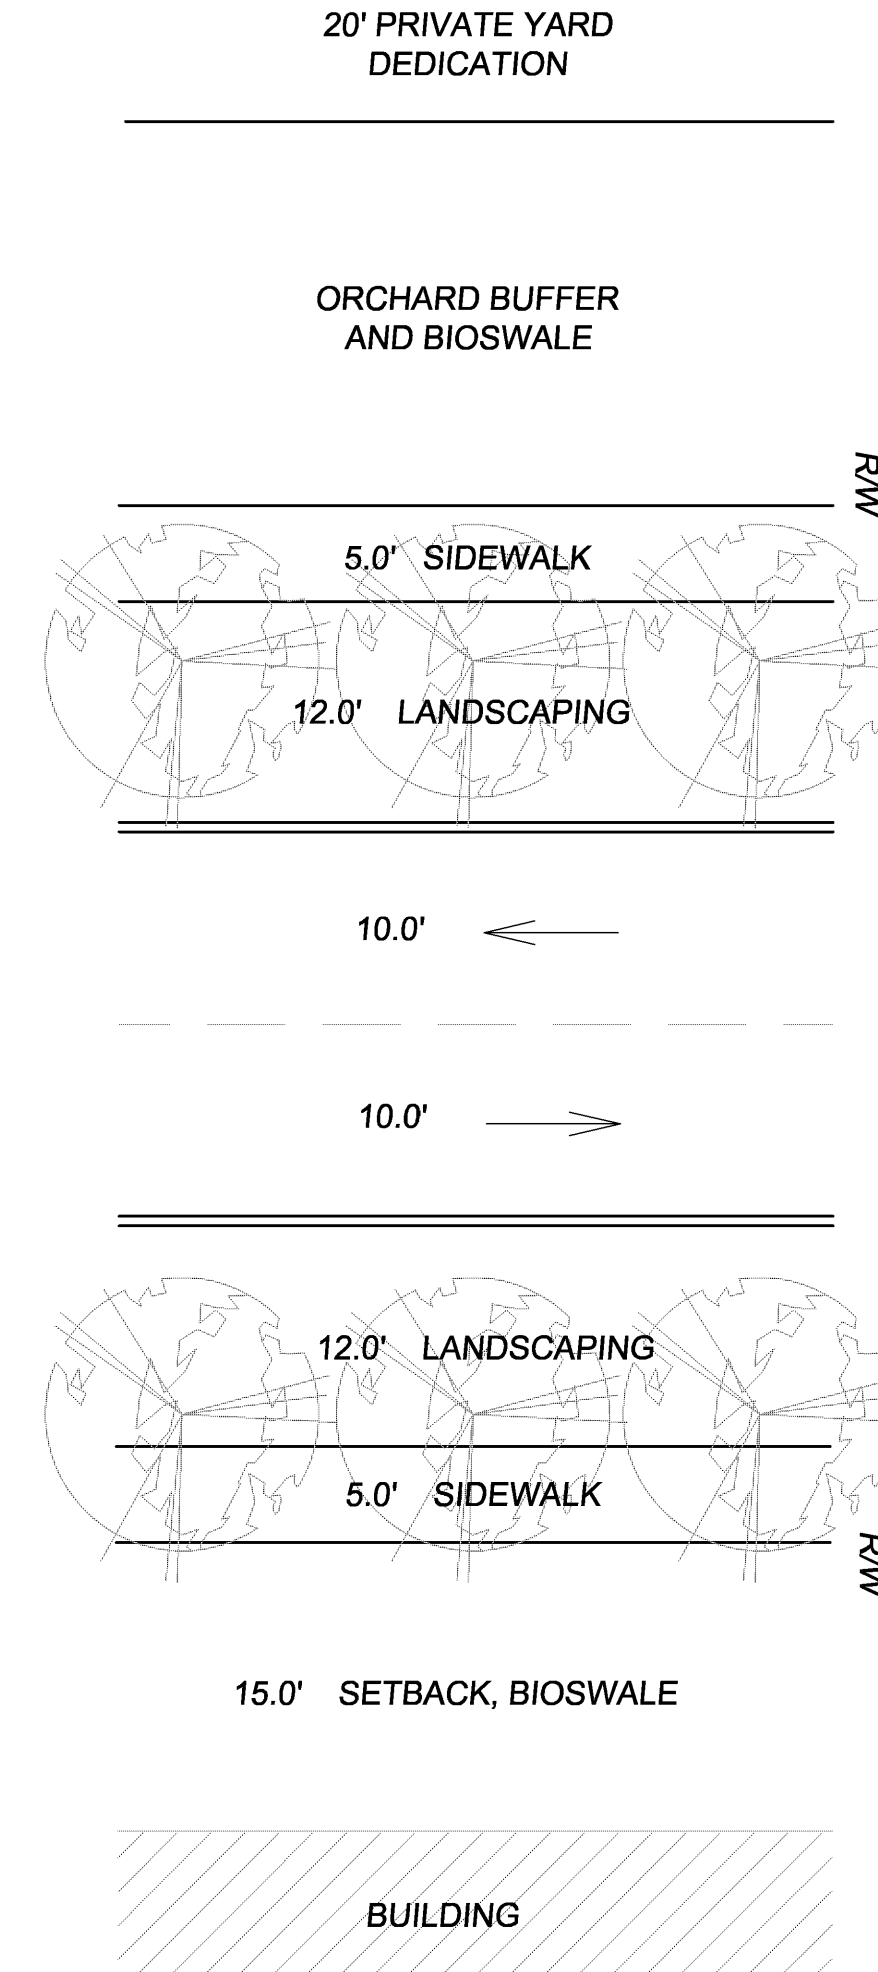 20' PRIVATE YARD
DEDICATION
ORCHARD BUFFER
AND BIOSWALE
R/W
5.0' SIDEWALK
12.0' LANDSCAPING
10.0'
10.0'
12.0' LANDSCAPING
5.0' SIDEWALK
R/W
15.0' SETBACK, BIOSWALE
BUILDING